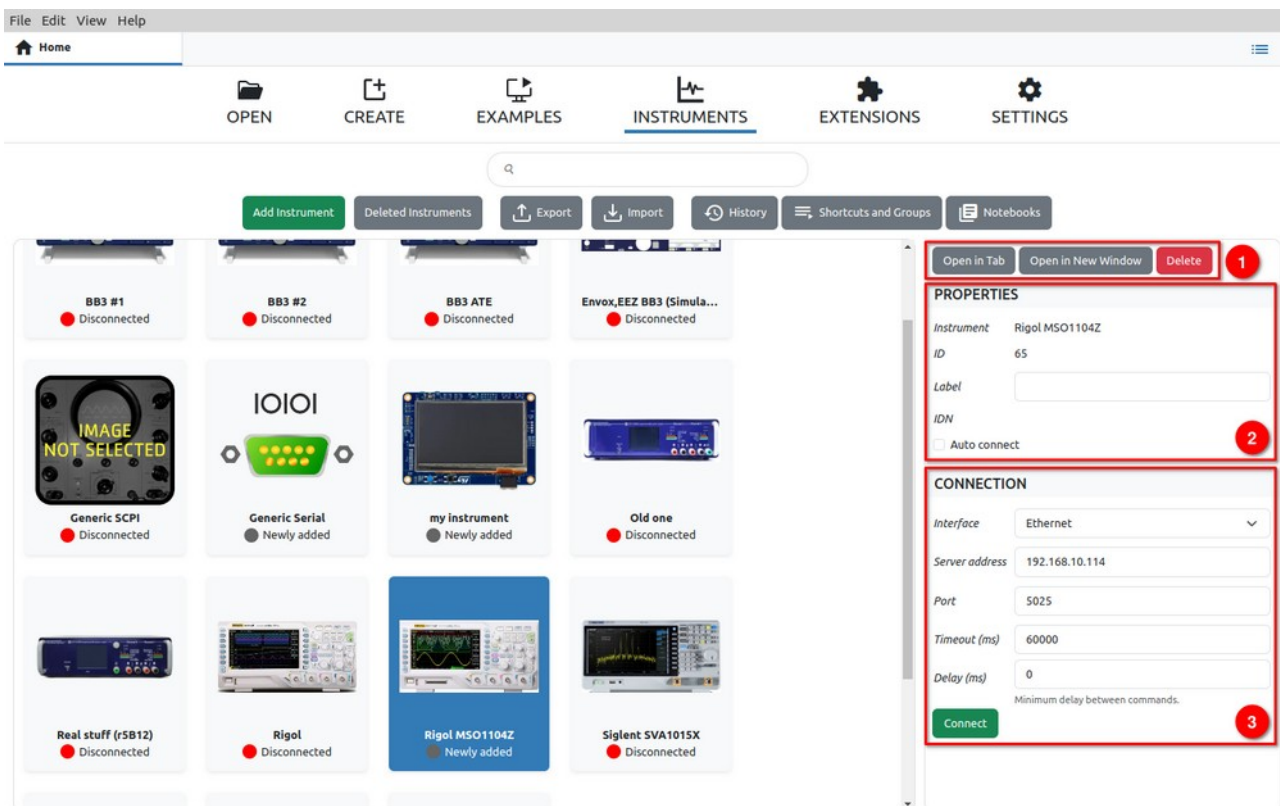 File Edit View Help
Home
OPEN CREATE EXAMPLES INSTRUMENTS EXTENSIONS SETTINGS
Add Instrument Deleted Instruments Export Import History Shortcuts and Groups Notebooks
Open in Tab Open in New Window Delete 1
BB3 #1 BB3 #2 BB3 ATE Envox,EEZ BB3 (Simula...
Disconnected Disconnected Disconnected Disconnected
PROPERTIES
Instrument Rigol MSO1104Z
ID 65
Label
IDN
Auto connect
2
IMAGE
NOT SELECTED
IOIOI
Generic SCPI Generic Serial my instrument Old one
Disconnected Newly added Newly added Disconnected
CONNECTION
Interface Ethernet
Server address 192.168.10.114
Port 5025
Timeout (ms) 60000
Delay (ms) 0
Minimum delay between commands.
Connect
3
Real stuff (r5B12) Rigol Rigol MSO1104Z Siglent SVA1015X
Disconnected Disconnected Newly added Disconnected